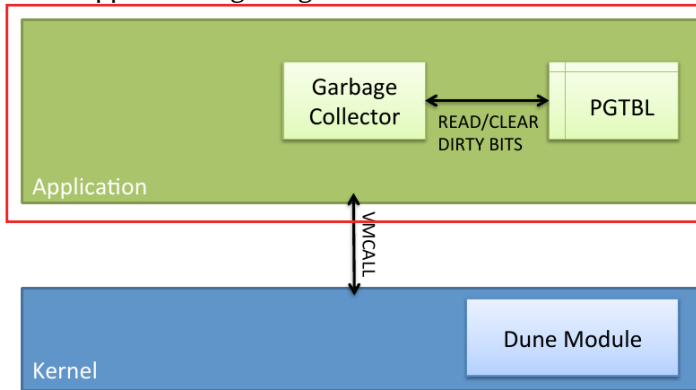 Garbage
Collector
READ/CLEAR
DIRTY BITS
PGTBL
Application
VMCALL
Dune Module
Kernel